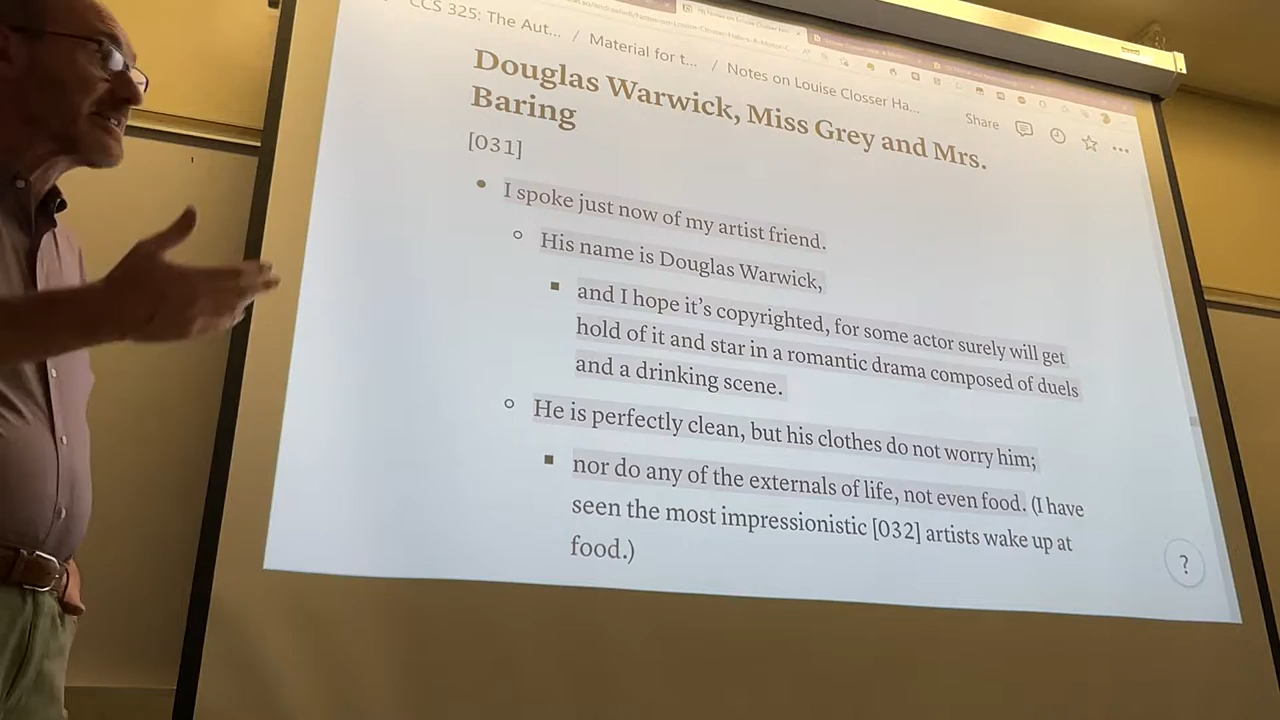 CCS 325: The Aut... / Material for t... / Notes on Louise Closser Ha...
Share
Douglas Warwick, Miss Grey and Mrs.
Baring
[031]
I spoke just now of my artist friend.
His name is Douglas Warwick,
and I hope it’s copyrighted, for some actor surely will get
hold of it and star in a romantic drama composed of duels
and a drinking scene.
He is perfectly clean, but his clothes do not worry him;
nor do any of the externals of life, not even food. (I have
seen the most impressionistic [032] artists wake up at
food.)
?